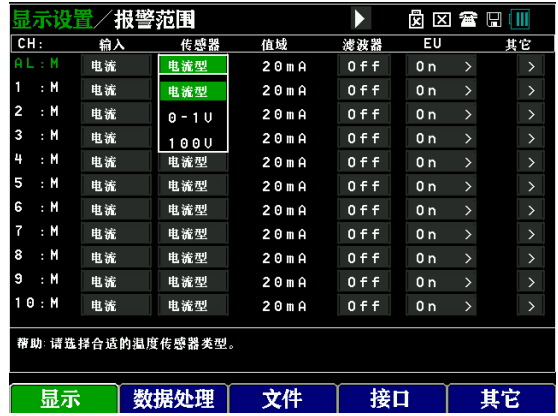 显示设置／报警范围
CH: 输入 传感器 值域 滤波器 EU 其它
AL:M 电流 电流型 20mA Off On > >
1 :M 电流 电流型 20mA Off On > >
2 :M 电流 0-1V 20mA Off On > >
3 :M 电流 100V 20mA Off On > >
4 :M 电流 电流型 20mA Off On > >
5 :M 电流 电流型 20mA Off On > >
6 :M 电流 电流型 20mA Off On > >
7 :M 电流 电流型 20mA Off On > >
8 :M 电流 电流型 20mA Off On > >
9 :M 电流 电流型 20mA Off On > >
10:M 电流 电流型 20mA Off On > >
帮助:请选择合适的温度传感器类型。
显示 数据处理 文件 接口 其它